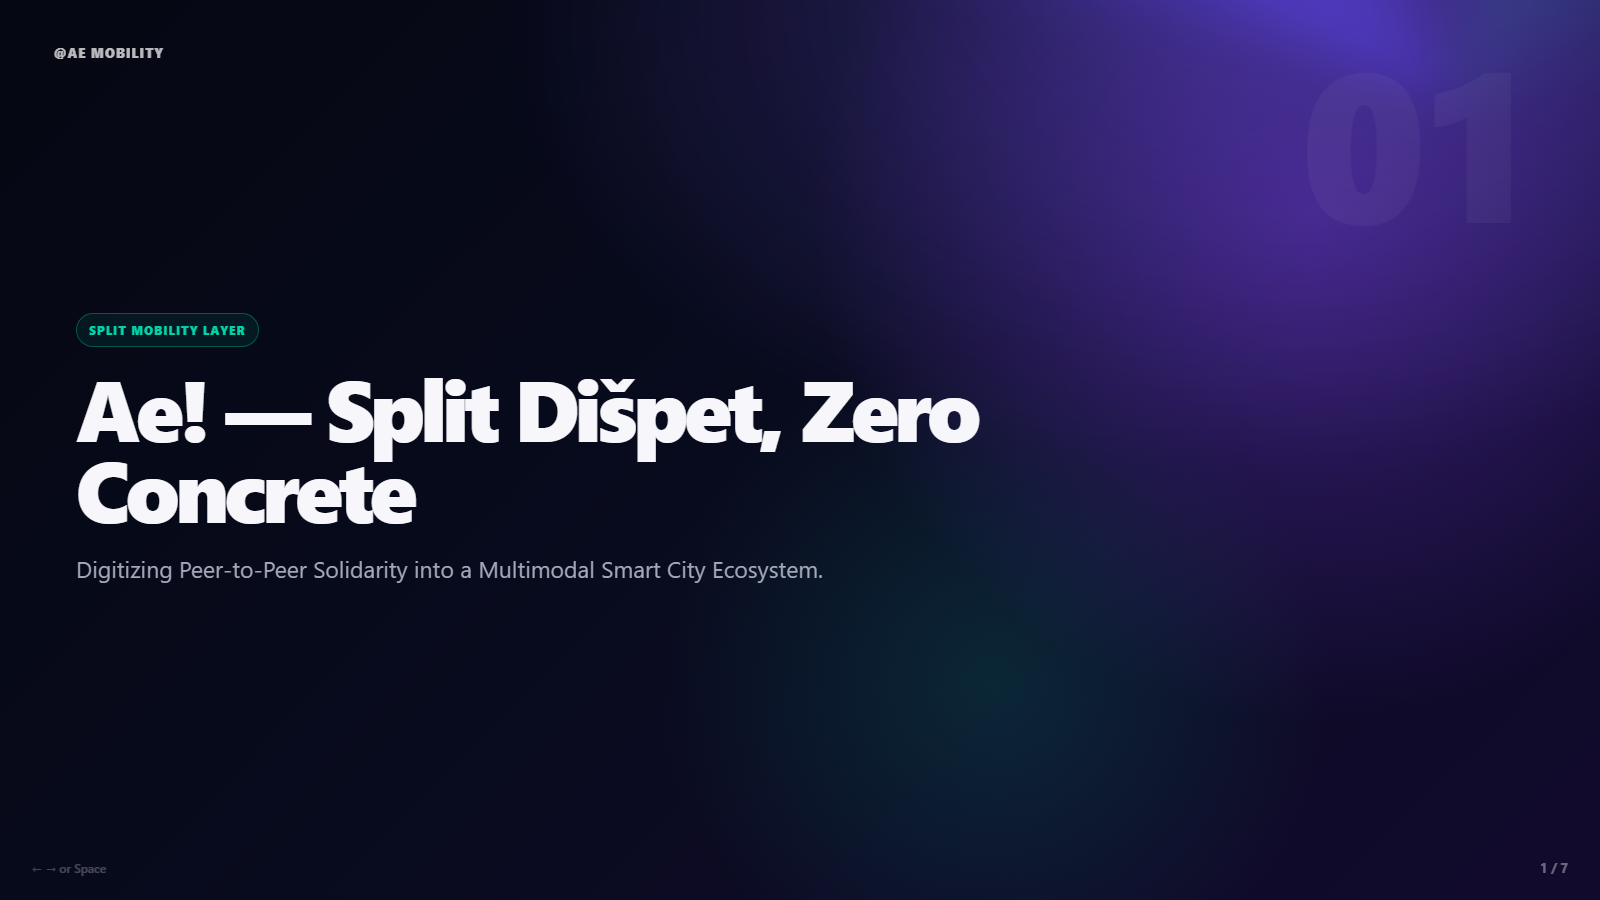 @AE MOBILITY
01
SPLIT MOBILITY LAYER
Ae! — Split Dišpet, Zero
Concrete
Digitizing Peer-to-Peer Solidarity into a Multimodal Smart City Ecosystem.
← → or Space
1 / 7